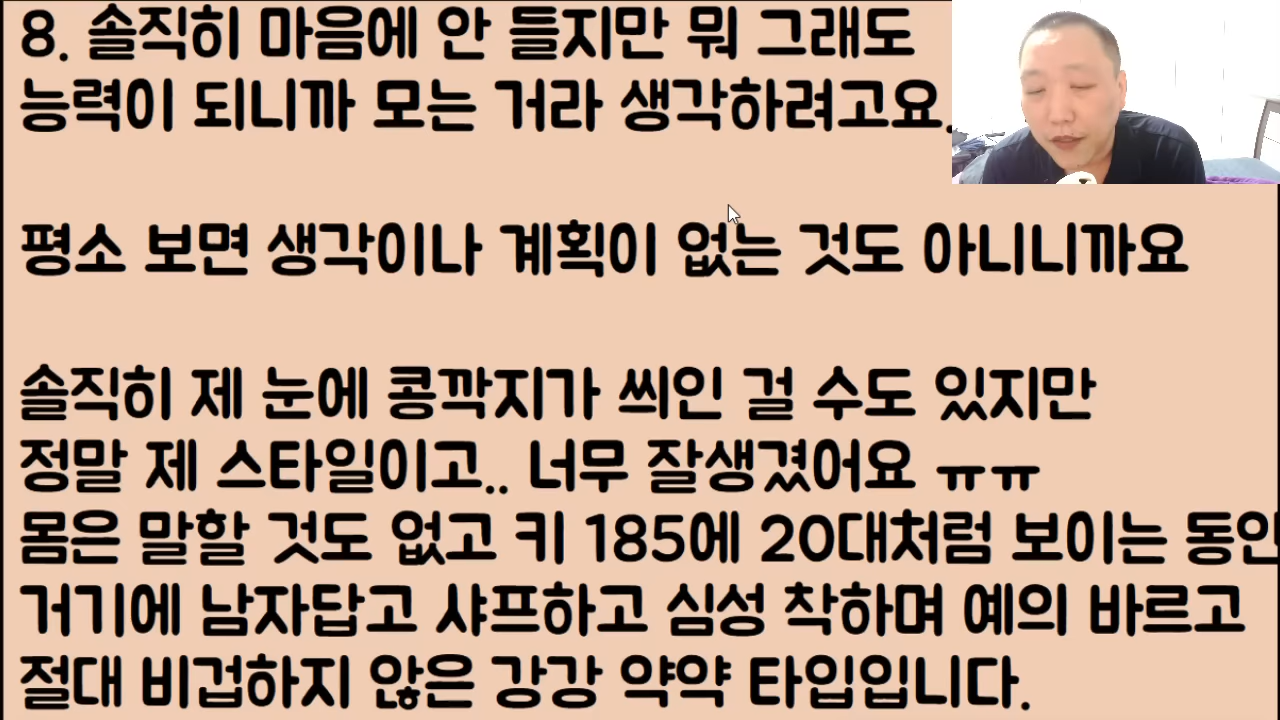 8. 솔직히 마음에 안 들지만 뭐 그래도
능력이 되니까 모는 거라 생각하려고요.
평소 보면 생각이나 계획이 없는 것도 아니니까요
솔직히 제 눈에 콩깍지가 씌인 걸 수도 있지만
정말 제 스타일이고.. 너무 잘생겼어요 ㅠㅠ
몸은 말할 것도 없고 키 185에 20대처럼 보이는 동안
거기에 남자답고 샤프하고 심성 착하며 예의 바르고
절대 비겁하지 않은 강강 약약 타입입니다.